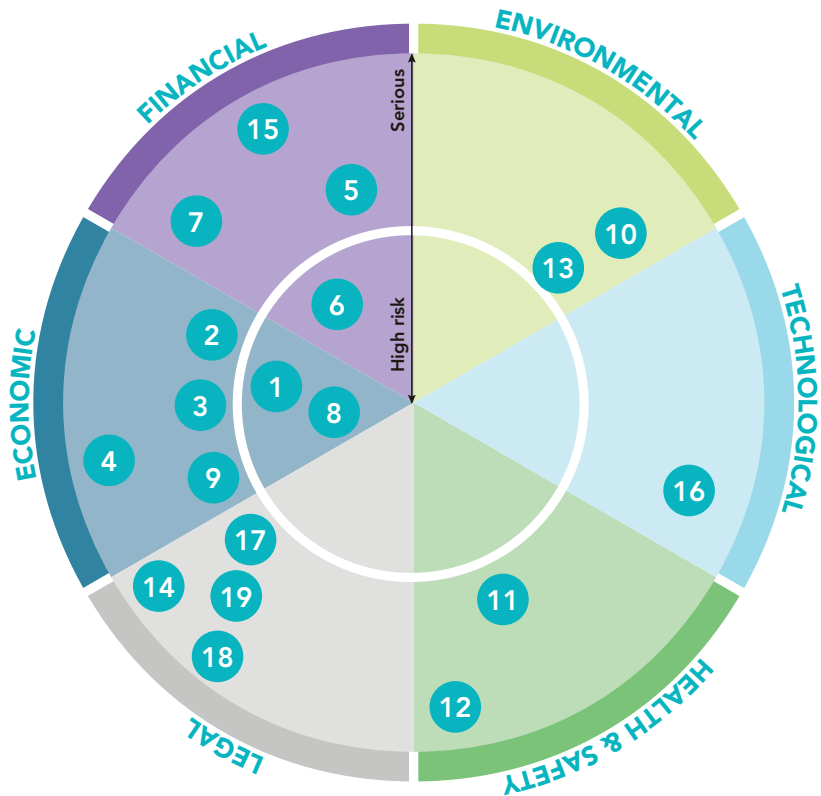 FINANCIAL
ENVIRONMENTAL
Serious
15
5
7
10
13
6
High risk
TECHNOLOGICAL
ECONOMIC
2
1
3
8
4
9
16
17
14
19
11
18
12
LEGAL
HEALTH & SAFETY